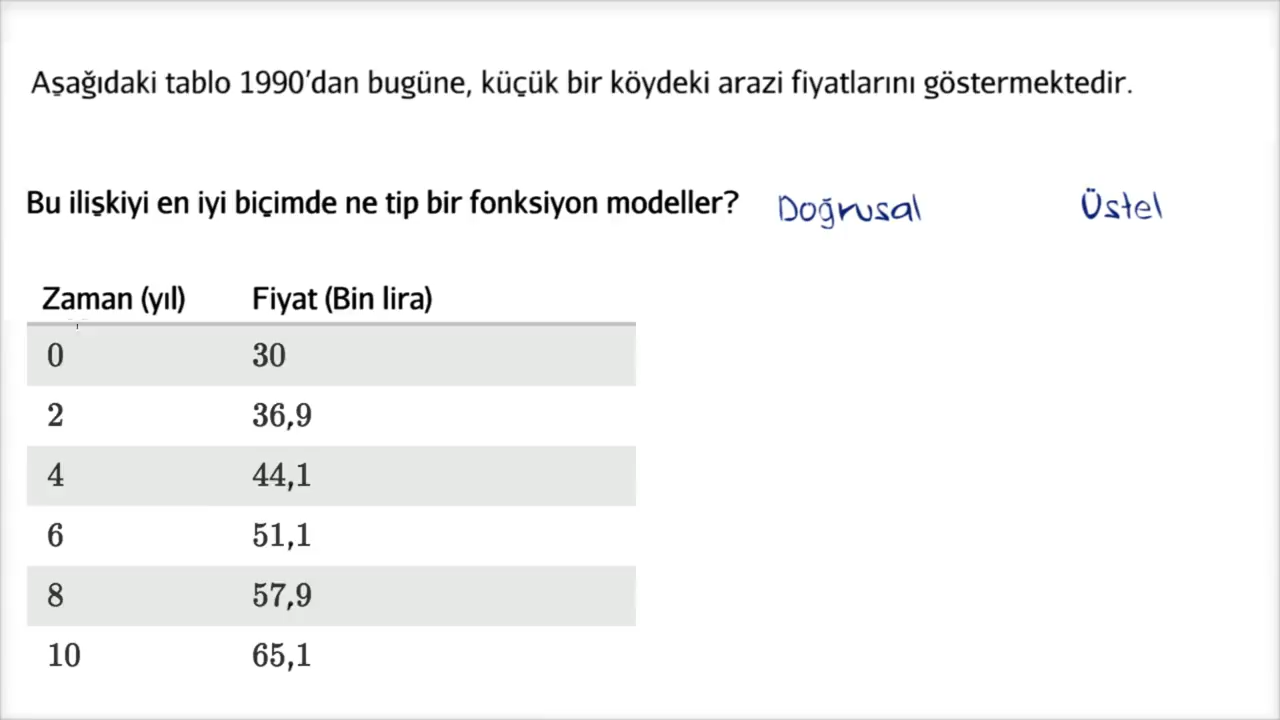 Aşağıdaki tablo 1990’dan bugüne, küçük bir köydeki arazi fiyatlarını göstermektedir.
Bu ilişkiyi en iyi biçimde ne tip bir fonksiyon modeller? Doğrusal Üstel
Zaman (yıl) Fiyat (Bin lira)
0 30
2 36,9
4 44,1
6 51,1
8 57,9
10 65,1